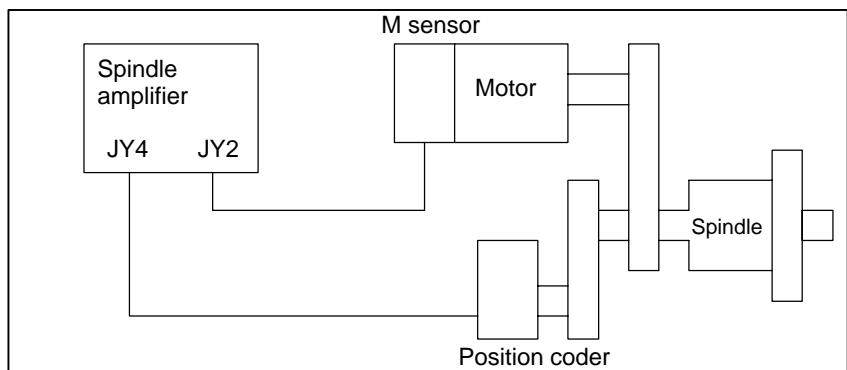 M sensor
Spindle
amplifier
Motor
JY4 JY2
Spindle
Position coder